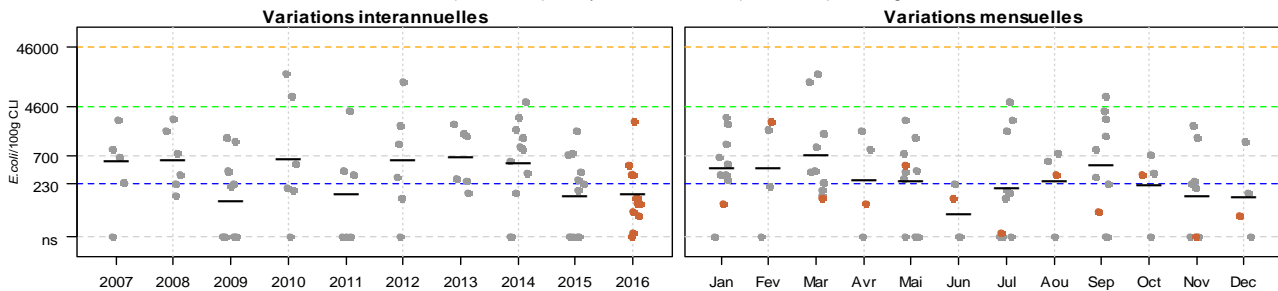 Variations interannuelles
Variations mensuelles
E.coli/100g CLI
46000
4600
700
230
ns
2007 2008 2009 2010 2011 2012 2013 2014 2015 2016
Jan Fev Mar Avr Mai Jun Jul Aou Sep Oct Nov Dec